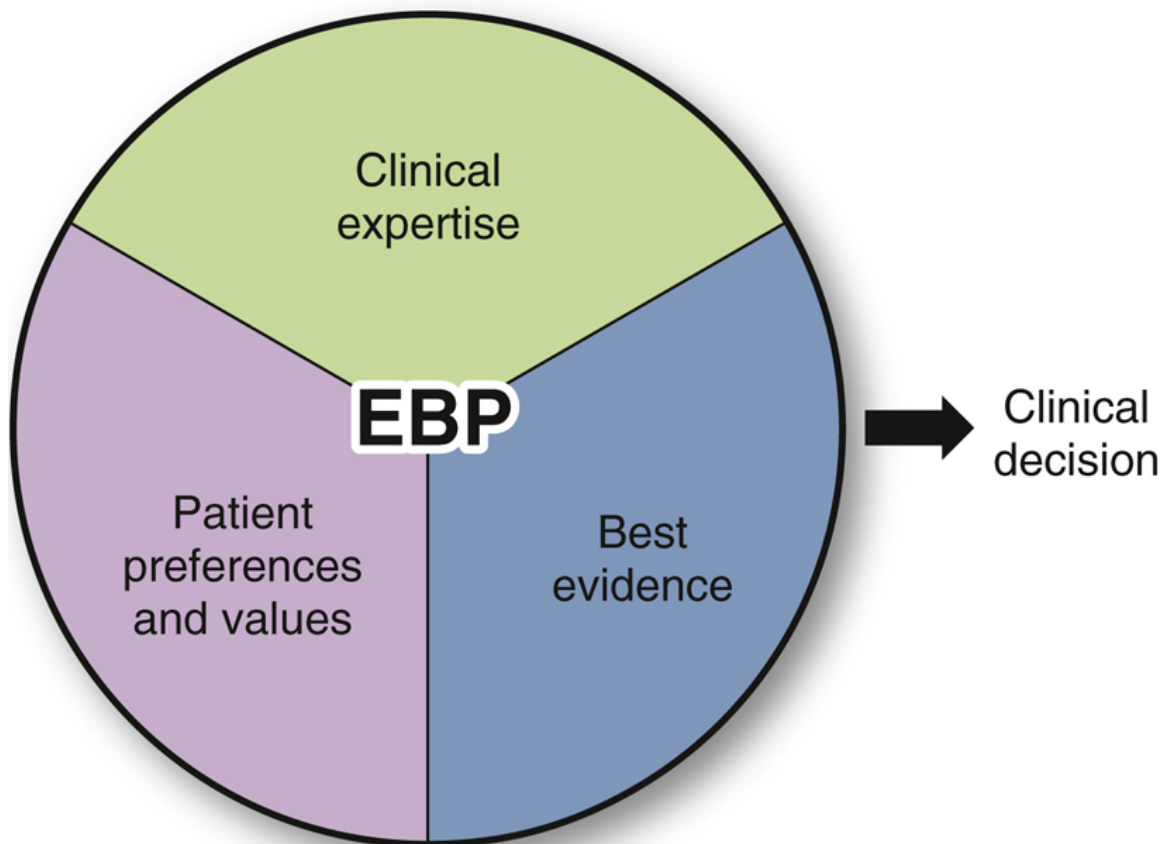 Clinical
expertise
EBP
Patient
preferences
and values
Best
evidence
Clinical
decision